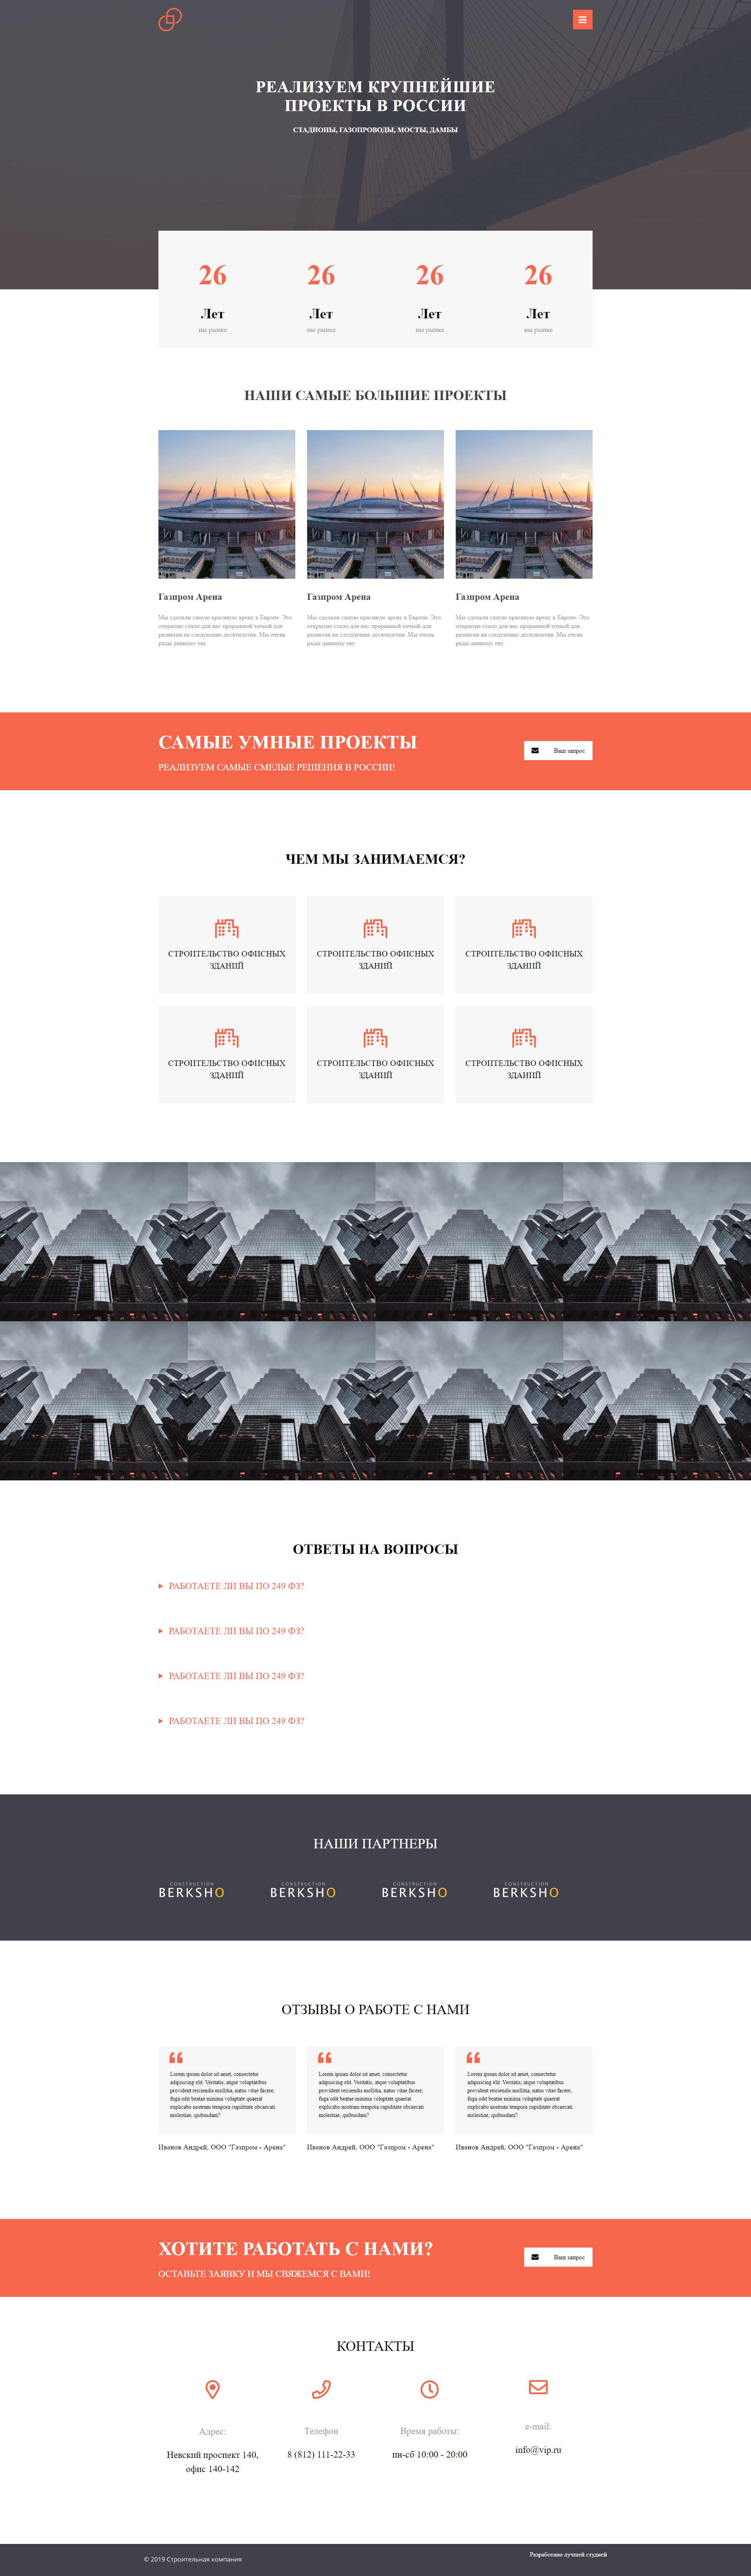 РЕАЛИЗУЕМ КРУПНЕЙШИЕ
ПРОЕКТЫ В РОССИИ
СТАДИОНЫ, ГАЗОПРОВОДЫ, МОСТЫ, ДАМБЫ
26 26 26 26
Лет Лет Лет Лет
ны рынке ны рынке ны рынке ны рынке
НАШИ САМЫЕ БОЛЬШИЕ ПРОЕКТЫ
Газпром Арена
Мы сделали самую красивую арену в Европе. Это
открытие стало для нас прорывной точкой для
развития на следующие десятилетия. Мы очень
рады данному еву.
Газпром Арена
Мы сделали самую красивую арену в Европе. Это
открытие стало для нас прорывной точкой для
развития на следующие десятилетия. Мы очень
рады данному еву.
Газпром Арена
Мы сделали самую красивую арену в Европе. Это
открытие стало для нас прорывной точкой для
развития на следующие десятилетия. Мы очень
рады данному еву.
САМЫЕ УМНЫЕ ПРОЕКТЫ
РЕАЛИЗУЕМ САМЫЕ СМЕЛЫЕ РЕШЕНИЯ В РОССИИ!
Ваш запрос
ЧЕМ МЫ ЗАНИМАЕМСЯ?
СТРОИТЕЛЬСТВО ОФИСНЫХ
ЗДАНИЙ
СТРОИТЕЛЬСТВО ОФИСНЫХ
ЗДАНИЙ
СТРОИТЕЛЬСТВО ОФИСНЫХ
ЗДАНИЙ
СТРОИТЕЛЬСТВО ОФИСНЫХ
ЗДАНИЙ
СТРОИТЕЛЬСТВО ОФИСНЫХ
ЗДАНИЙ
СТРОИТЕЛЬСТВО ОФИСНЫХ
ЗДАНИЙ
ОТВЕТЫ НА ВОПРОСЫ
РАБОТАЕТЕ ЛИ ВЫ ПО 249 ФЗ?
РАБОТАЕТЕ ЛИ ВЫ ПО 249 ФЗ?
РАБОТАЕТЕ ЛИ ВЫ ПО 249 ФЗ?
РАБОТАЕТЕ ЛИ ВЫ ПО 249 ФЗ?
НАШИ ПАРТНЕРЫ
CONSTRUCTION
BERKSHO
CONSTRUCTION
BERKSHO
CONSTRUCTION
BERKSHO
CONSTRUCTION
BERKSHO
ОТЗЫВЫ О РАБОТЕ С НАМИ
Lorem ipsum dolor sit amet, consectetur
adipisicing elit. Veritatis, atque voluptatibus
provident reiciendis mollitia, natus vitae facere,
fuga odit beatae minima voluptate quaerat
explicabo nostrum tempora cupiditate obcaecati
molestiae, quibusdam?
Иванов Андрей, ООО "Газпром - Арена"
Lorem ipsum dolor sit amet, consectetur
adipisicing elit. Veritatis, atque voluptatibus
provident reiciendis mollitia, natus vitae facere,
fuga odit beatae minima voluptate quaerat
explicabo nostrum tempora cupiditate obcaecati
molestiae, quibusdam?
Иванов Андрей, ООО "Газпром - Арена"
Lorem ipsum dolor sit amet, consectetur
adipisicing elit. Veritatis, atque voluptatibus
provident reiciendis mollitia, natus vitae facere,
fuga odit beatae minima voluptate quaerat
explicabo nostrum tempora cupiditate obcaecati
molestiae, quibusdam?
Иванов Андрей, ООО "Газпром - Арена"
ХОТИТЕ РАБОТАТЬ С НАМИ?
ОСТАВЬТЕ ЗАЯВКУ И МЫ СВЯЖЕМСЯ С ВАМИ!
Ваш запрос
КОНТАКТЫ
Адрес:
Невский проспект 140,
офис 140-142
Телефон
8 (812) 111-22-33
Время работы:
пн-сб 10:00 - 20:00
e-mail:
info@vip.ru
© 2019 Строительная компания
Разработано лучшей студией